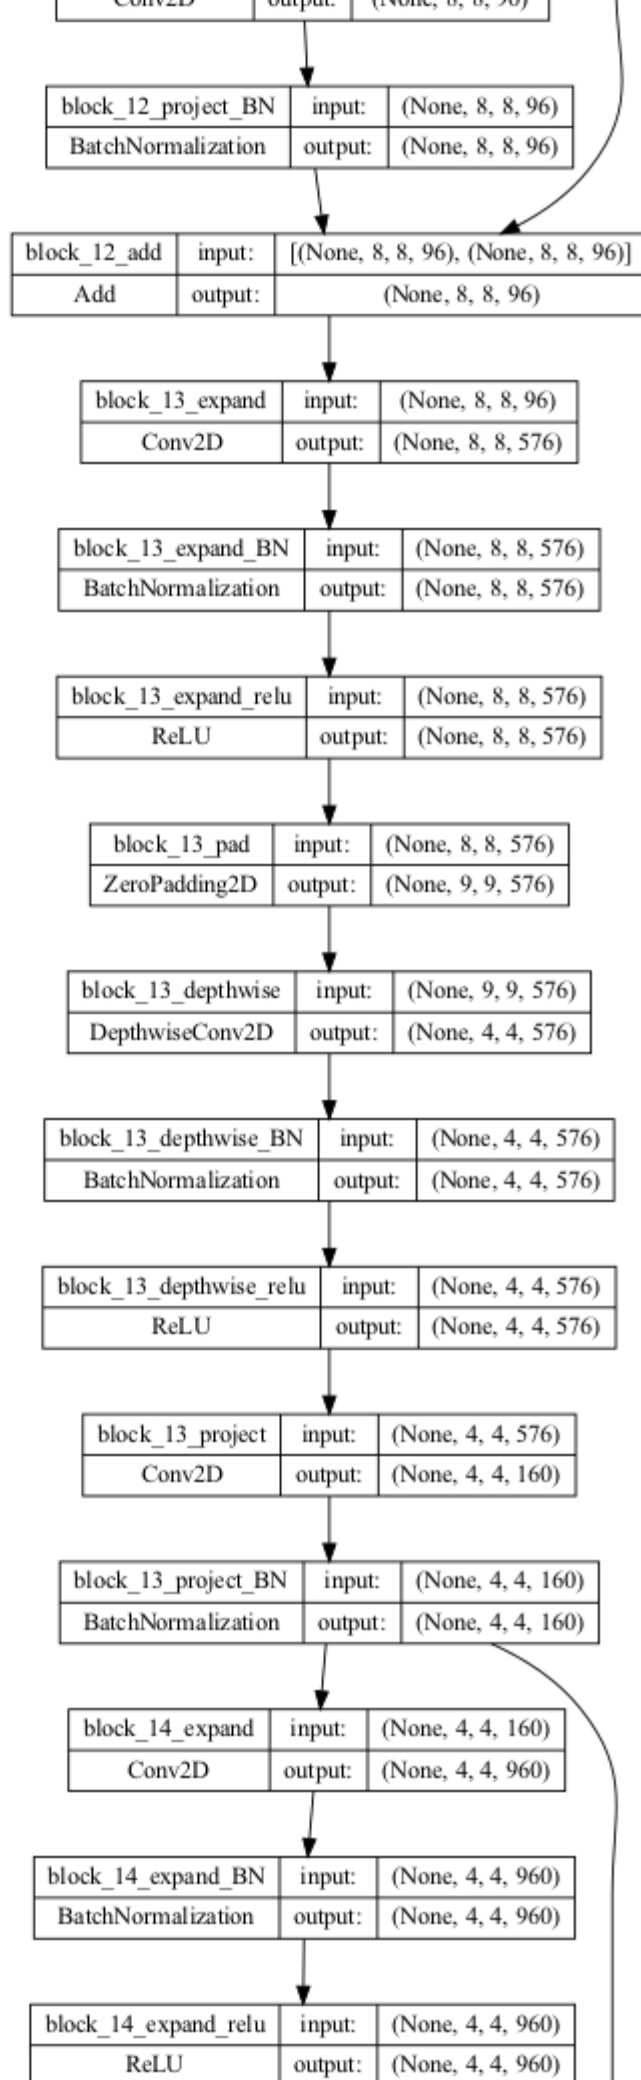 Conv2D output: (None, 8, 8, 96)
block_12_project_BN input: (None, 8, 8, 96)
BatchNormalization output: (None, 8, 8, 96)
block_12_add input: [(None, 8, 8, 96), (None, 8, 8, 96)]
Add output: (None, 8, 8, 96)
block_13_expand input: (None, 8, 8, 96)
Conv2D output: (None, 8, 8, 576)
block_13_expand_BN input: (None, 8, 8, 576)
BatchNormalization output: (None, 8, 8, 576)
block_13_expand_relu input: (None, 8, 8, 576)
ReLU output: (None, 8, 8, 576)
block_13_pad input: (None, 8, 8, 576)
ZeroPadding2D output: (None, 9, 9, 576)
block_13_depthwise input: (None, 9, 9, 576)
DepthwiseConv2D output: (None, 4, 4, 576)
block_13_depthwise_BN input: (None, 4, 4, 576)
BatchNormalization output: (None, 4, 4, 576)
block_13_depthwise_relu input: (None, 4, 4, 576)
ReLU output: (None, 4, 4, 576)
block_13_project input: (None, 4, 4, 576)
Conv2D output: (None, 4, 4, 160)
block_13_project_BN input: (None, 4, 4, 160)
BatchNormalization output: (None, 4, 4, 160)
block_14_expand input: (None, 4, 4, 160)
Conv2D output: (None, 4, 4, 960)
block_14_expand_BN input: (None, 4, 4, 960)
BatchNormalization output: (None, 4, 4, 960)
block_14_expand_relu input: (None, 4, 4, 960)
ReLU output: (None, 4, 4, 960)